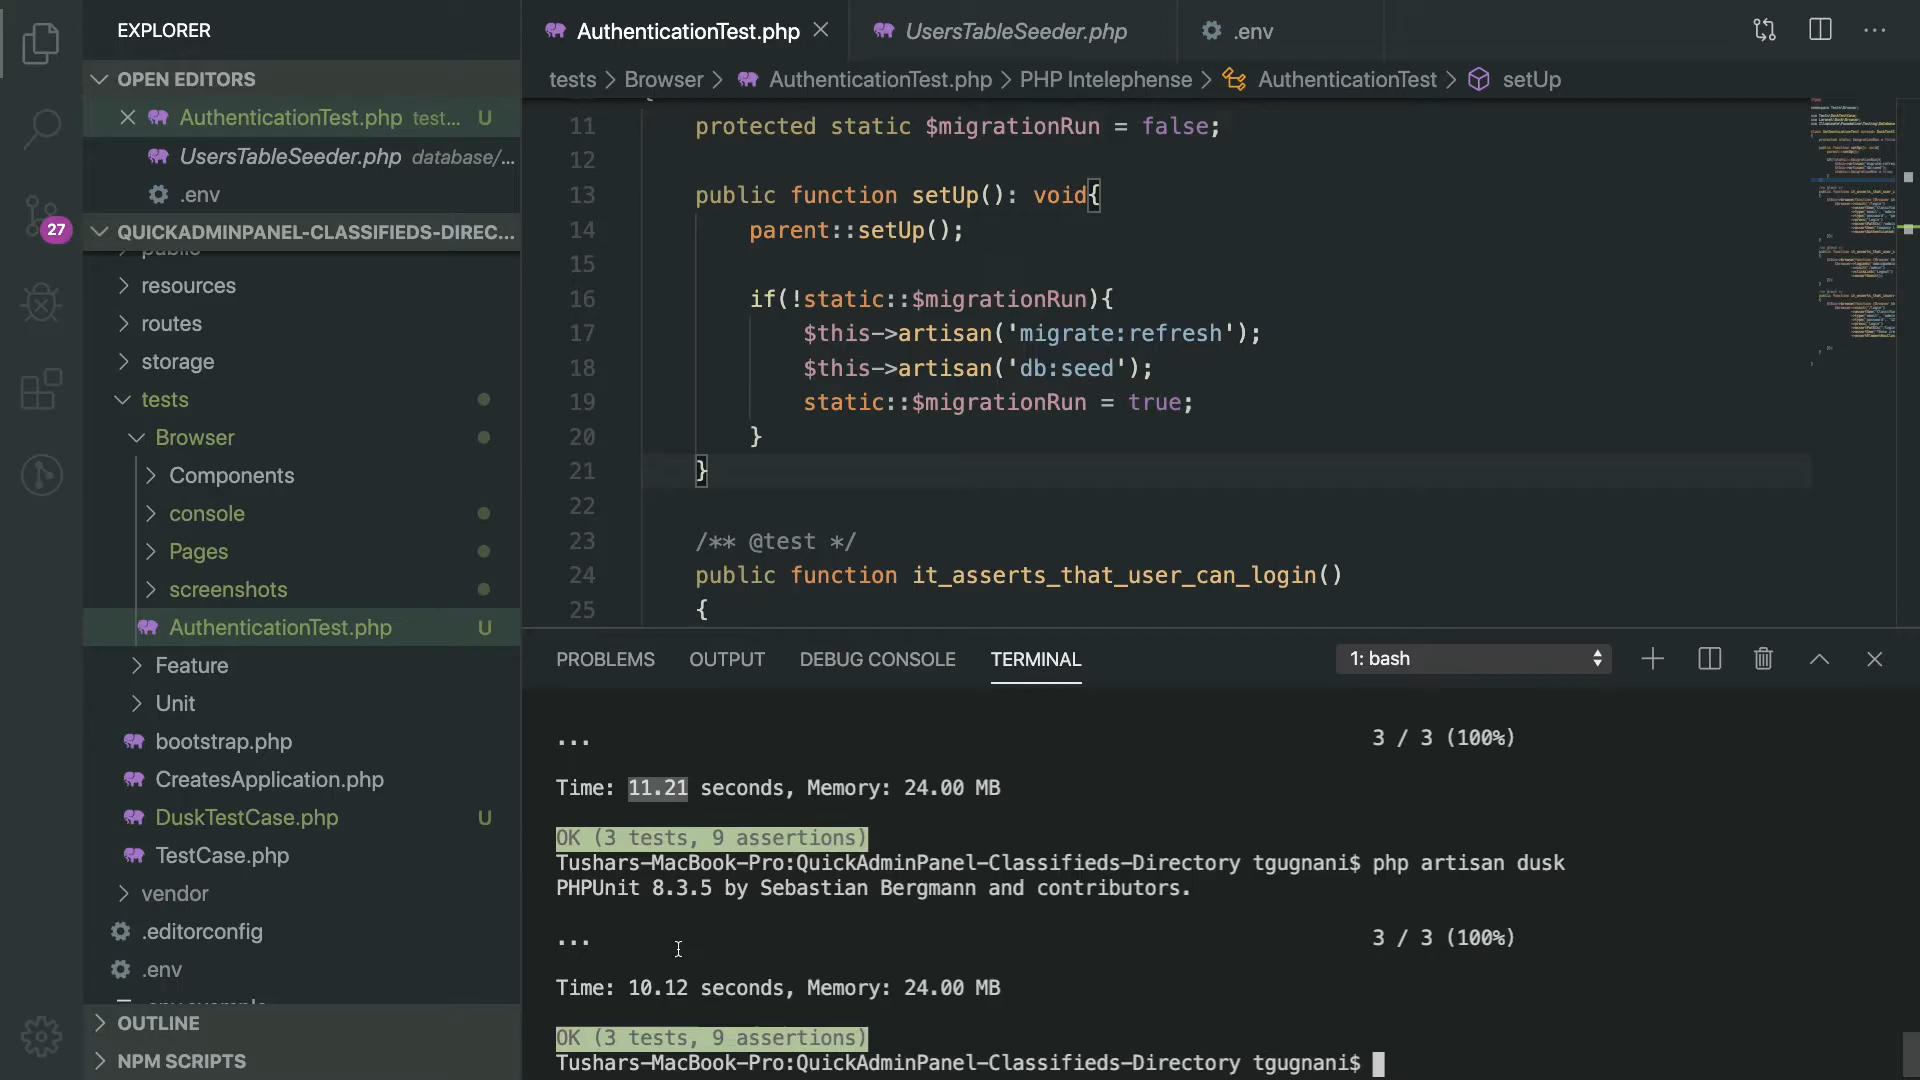 EXPLORER
OPEN EDITORS
AuthenticationTest.php test... U
UsersTableSeeder.php database/...
.env
27
QUICKADMINPANEL-CLASSIFIEDS-DIREC...
public
resources
routes
storage
tests
Browser
Components
console
Pages
screenshots
AuthenticationTest.php U
Feature
Unit
bootstrap.php
CreatesApplication.php
DuskTestCase.php U
TestCase.php
vendor
.editorconfig
.env
.env.example
OUTLINE
NPM SCRIPTS
AuthenticationTest.php
UsersTableSeeder.php
.env
tests > Browser > AuthenticationTest.php > PHP Intelephense > AuthenticationTest > setUp
11 protected static $migrationRun = false;
12
13 public function setUp(): void{
14 parent::setUp();
15
16 if(!static::$migrationRun){
17 $this->artisan('migrate:refresh');
18 $this->artisan('db:seed');
19 static::$migrationRun = true;
20 }
21 }
22
23 /** @test */
24 public function it_asserts_that_user_can_login()
25 {
PROBLEMS OUTPUT DEBUG CONSOLE TERMINAL 1: bash
... 3 / 3 (100%)
Time: 11.21 seconds, Memory: 24.00 MB
OK (3 tests, 9 assertions)
Tushars-MacBook-Pro:QuickAdminPanel-Classifieds-Directory tgugnani$ php artisan dusk
PHPUnit 8.3.5 by Sebastian Bergmann and contributors.
... 3 / 3 (100%)
Time: 10.12 seconds, Memory: 24.00 MB
OK (3 tests, 9 assertions)
Tushars-MacBook-Pro:QuickAdminPanel-Classifieds-Directory tgugnani$